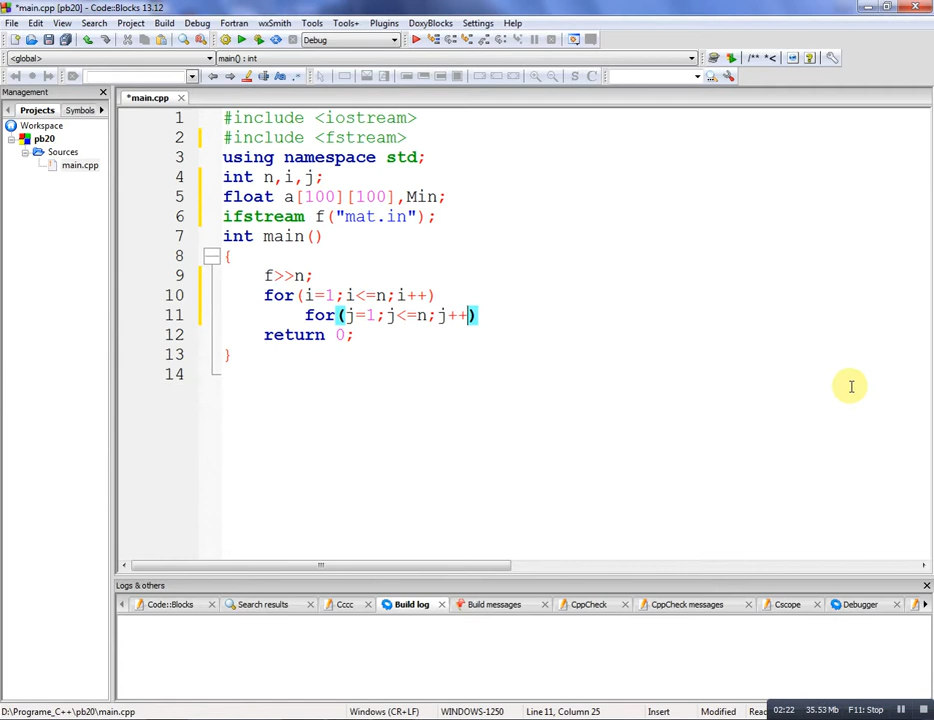 *main.cpp [pb20] - Code::Blocks 13.12
File Edit View Search Project Build Debug Fortran wxSmith Tools Tools+ Plugins DoxyBlocks Settings Help
Debug
<global> main() : int /** *<
S C
Management
*main.cpp
Projects Symbols
Workspace
pb20
Sources
main.cpp
1 #include <iostream>
2 #include <fstream>
3 using namespace std;
4 int n,i,j;
5 float a[100][100],Min;
6 ifstream f("mat.in");
7 int main()
8 {
9 f>>n;
10 for(i=1;i<=n;i++)
11 for(j=1;j<=n;j++)
12 return 0;
13 }
14
Logs & others
Code::Blocks Search results Cccc Build log Build messages CppCheck CppCheck messages Cscope Debugger
D:\Programe_C++\pb20\main.cpp Windows (CR+LF) WINDOWS-1250 Line 11, Column 25 Insert Modified
02:22 35.53 MB F11: Stop